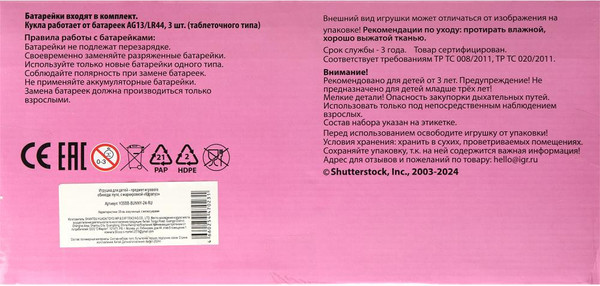 Батарейки входят в комплект.
Кукла работает от батареек AG13/LR44, 3 шт. (таблеточного типа)
Правила работы с батарейками:
Батарейки не подлежат перезарядке.
Своевременно заменяйте разряженные батарейки.
Используйте только новые батарейки одного типа.
Соблюдайте полярность при замене батареек.
Не применяйте аккумуляторные батарейки.
Замена батареек должна производиться только
взрослыми.
CE EAC 0-3 21 PAP 2 HDPE
Игрушка для детей - предмет игрового
Внешний вид игрушки может отличаться от изображения на
упаковке! Рекомендации по уходу: протирать влажной,
хорошо выжатой тканью.
Срок службы - 3 года. Товар сертифицирован.
Соответствует требованиям ТР ТС 008/2011, ТР ТС 020/2011.
Внимание!
Рекомендовано для детей от 3 лет. Предупреждение! Не
предназначено для детей младше трёх лет!
Мелкие детали! Опасность закупорки дыхательных путей.
Использовать только под непосредственным наблюдением
взрослых.
Состав набора указан на этикетке.
Перед использованием освободите игрушку от упаковки!
Условия хранения: хранить в сухих, проветриваемых помещениях.
Сохраняйте упаковку, т.к. на ней содержится важная информация!
Адрес для отзывов и пожеланий по товару: hello@igr.ru
©Shutterstock, Inc., 2003-2024